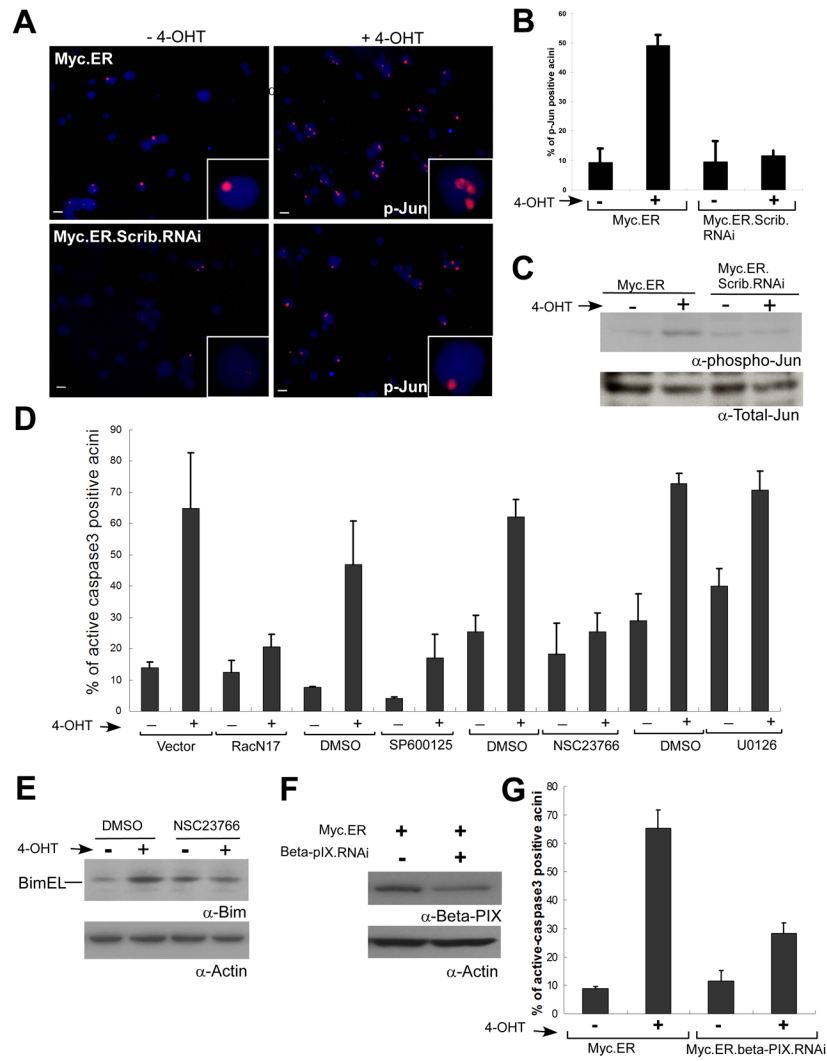 A
- 4-OHT
+ 4-OHT
Myc.ER
α
p-Jun
Myc.ER.Scrib.RNAi
p-Jun
B
% of p-Jun positive acini
60
50
40
30
20
10
0
4-OHT
- + - +
Myc.ER
Myc.ER.Scrib.
RNAi
C
Myc.ER
Myc.ER.
Scrib.RNAi
4-OHT
- + - +
α-phospho-Jun
α-Total-Jun
D
% of active caspase3 positive acini
90
80
70
60
50
40
30
20
10
0
4-OHT
– + – + – + – + – + – + – + – +
Vector RacN17 DMSO SP600125 DMSO NSC23766 DMSO U0126
E
DMSO NSC23766
4-OHT
- + - +
BimEL
α-Bim
α-Actin
F
Myc.ER + +
Beta-pIX.RNAi - +
α-Beta-PIX
α-Actin
G
% of active-caspase3 positive acini
80
70
60
50
40
30
20
10
0
4-OHT
- + - +
Myc.ER
Myc.ER.beta-PIX.RNAi